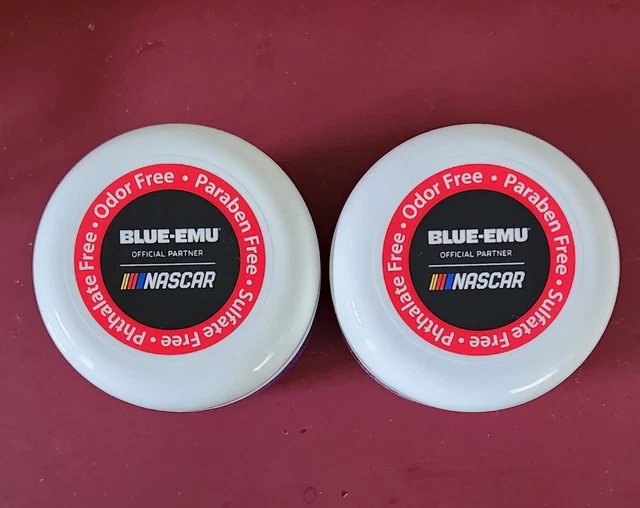 Odor Free • Paraben Free • Sulfate Free • Phthalate Free •
BLUE-EMU
OFFICIAL PARTNER
NASCAR
Odor Free • Paraben Free • Sulfate Free • Phthalate Free •
BLUE-EMU
OFFICIAL PARTNER
NASCAR